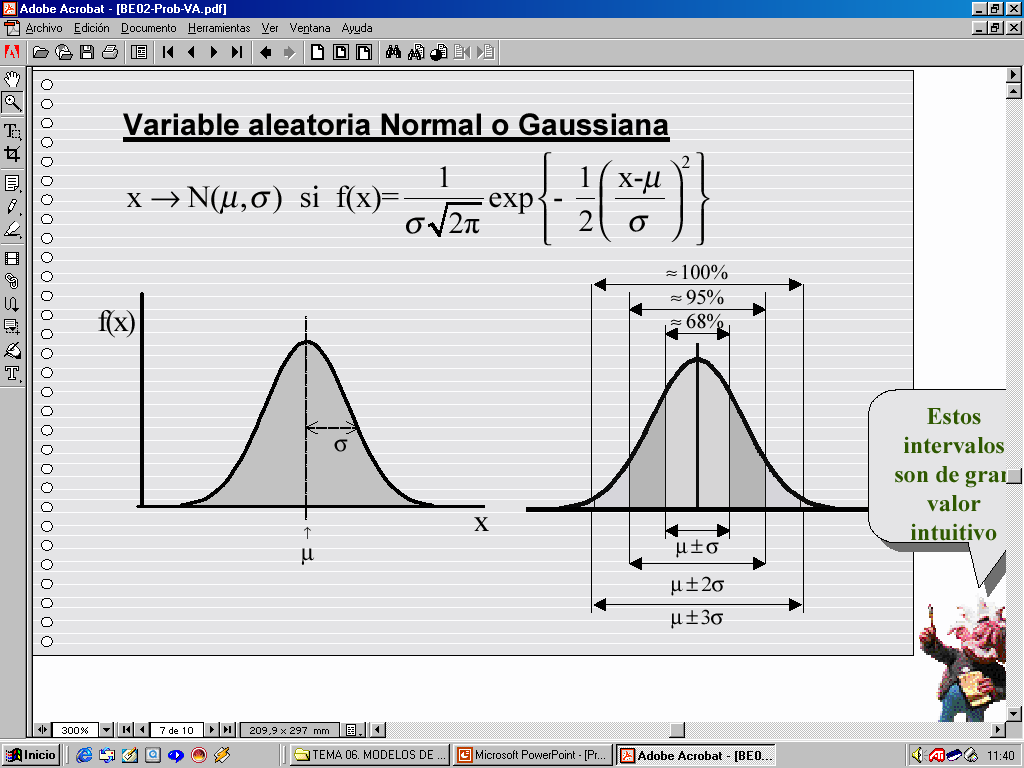 Adobe Acrobat - [BE02-Prob-VA.pdf]
Archivo Edición Documento Herramientas Ver Ventana Ayuda
Variable aleatoria Normal o Gaussiana
x → N(μ,σ) si f(x)= 1/(σ√2π) exp{- 1/2 ((x-μ)/σ)²}
≈100%
≈95%
≈68%
f(x)
σ
x
↑
μ
μ±σ
μ±2σ
μ±3σ
Estos
intervalos
son de gran
valor
intuitivo
300% 7 de 10 209,9 x 297 mm
Inicio TEMA 06. MODELOS DE ... Microsoft PowerPoint - [Pr... Adobe Acrobat - [BE0... 11:40